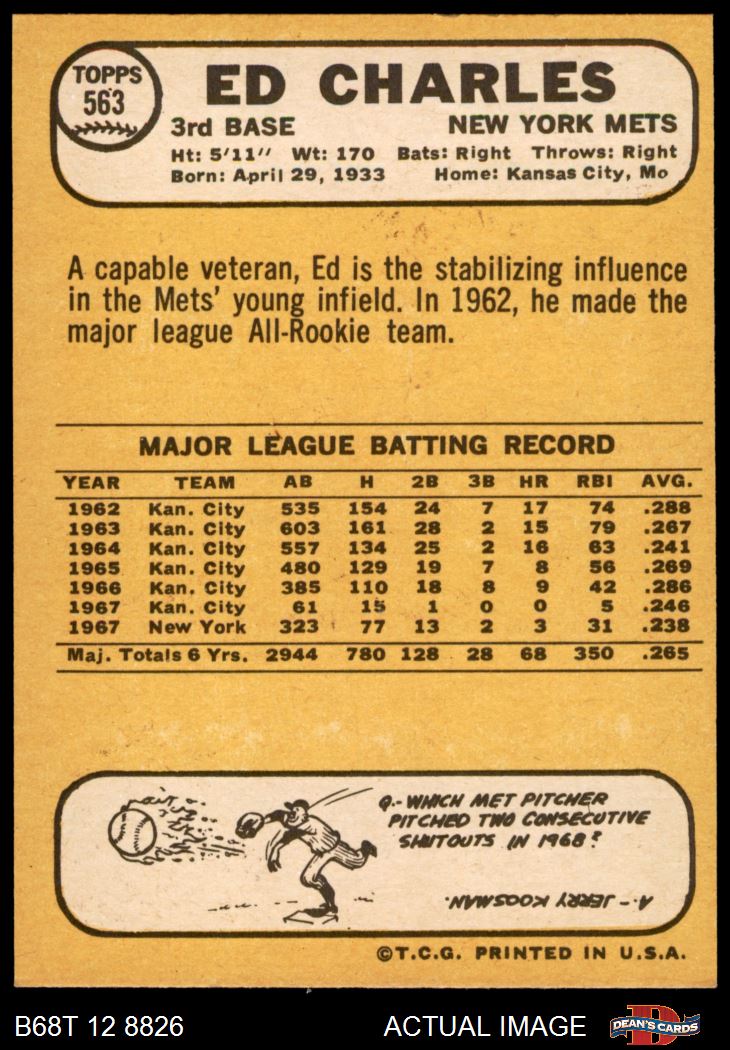 TOPPS
563
ED CHARLES
3rd BASE NEW YORK METS
Ht: 5'11" Wt: 170 Bats: Right Throws: Right
Born: April 29, 1933 Home: Kansas City, Mo
A capable veteran, Ed is the stabilizing influence
in the Mets' young infield. In 1962, he made the
major league All-Rookie team.
MAJOR LEAGUE BATTING RECORD
YEAR TEAM AB H 2B 3B HR RBI AVG.
1962 Kan. City 535 154 24 7 17 74 .288
1963 Kan. City 603 161 28 2 15 79 .267
1964 Kan. City 557 134 25 2 16 63 .241
1965 Kan. City 480 129 19 7 8 56 .269
1966 Kan. City 385 110 18 8 9 42 .286
1967 Kan. City 61 15 1 0 0 5 .246
1967 New York 323 77 13 2 3 31 .238
Maj. Totals 6 Yrs. 2944 780 128 28 68 350 .265
Q.- WHICH MET PITCHER
PITCHED TWO CONSECUTIVE
SHUTOUTS IN 1968?
A.- JERRY KOOSMAN.
©T.C.G. PRINTED IN U.S.A.
B68T 12 8826 ACTUAL IMAGE DEAN'S CARDS